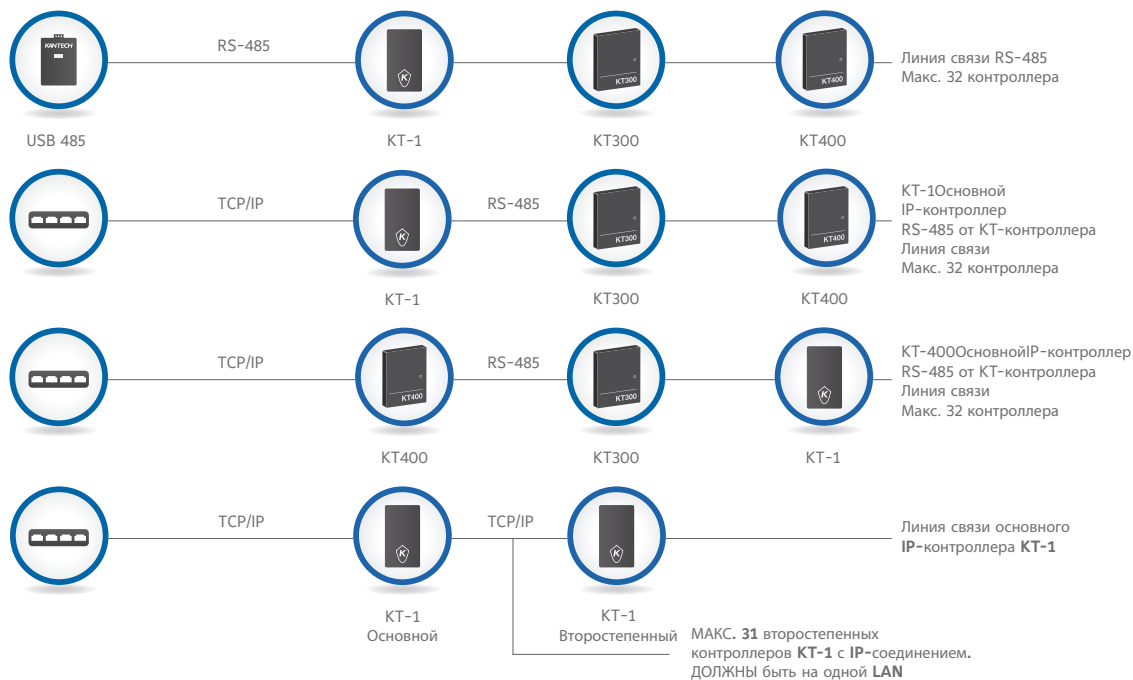 KANTECH
RS-485
KT300
KT400
Линия связи RS-485
Макс. 32 контроллера
USB 485
KT-1
KT300
KT400
TCP/IP
RS-485
KT300
KT400
KT-1Основной
IP-контроллер
RS-485 от KT-контроллера
Линия связи
Макс. 32 контроллера
KT-1
KT300
KT400
TCP/IP
KT400
RS-485
KT300
KT-400ОсновнойIP-контроллер
RS-485 от KT-контроллера
Линия связи
Макс. 32 контроллера
KT400
KT300
KT-1
TCP/IP
TCP/IP
Линия связи основного
IP-контроллера KT-1
KT-1
Основной
KT-1
Второстепенный
МАКС. 31 второстепенных
контроллеров KT-1 с IP-соединением.
ДОЛЖНЫ быть на одной LAN